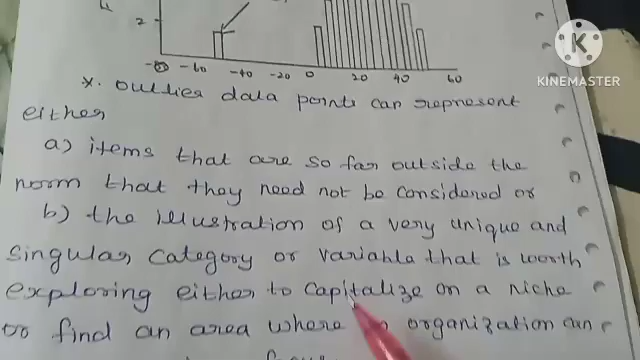 2
-80 -60 -40 -20 0 20 40 60
K
KINEMASTER
*. outlier data points can represent
either
a) items that are so far outside the
norm that they need not be considered or
b) the illustration of a very unique and
singular category or variable that is worth
exploring either to capitalize on a niche
or find an area where an organization can